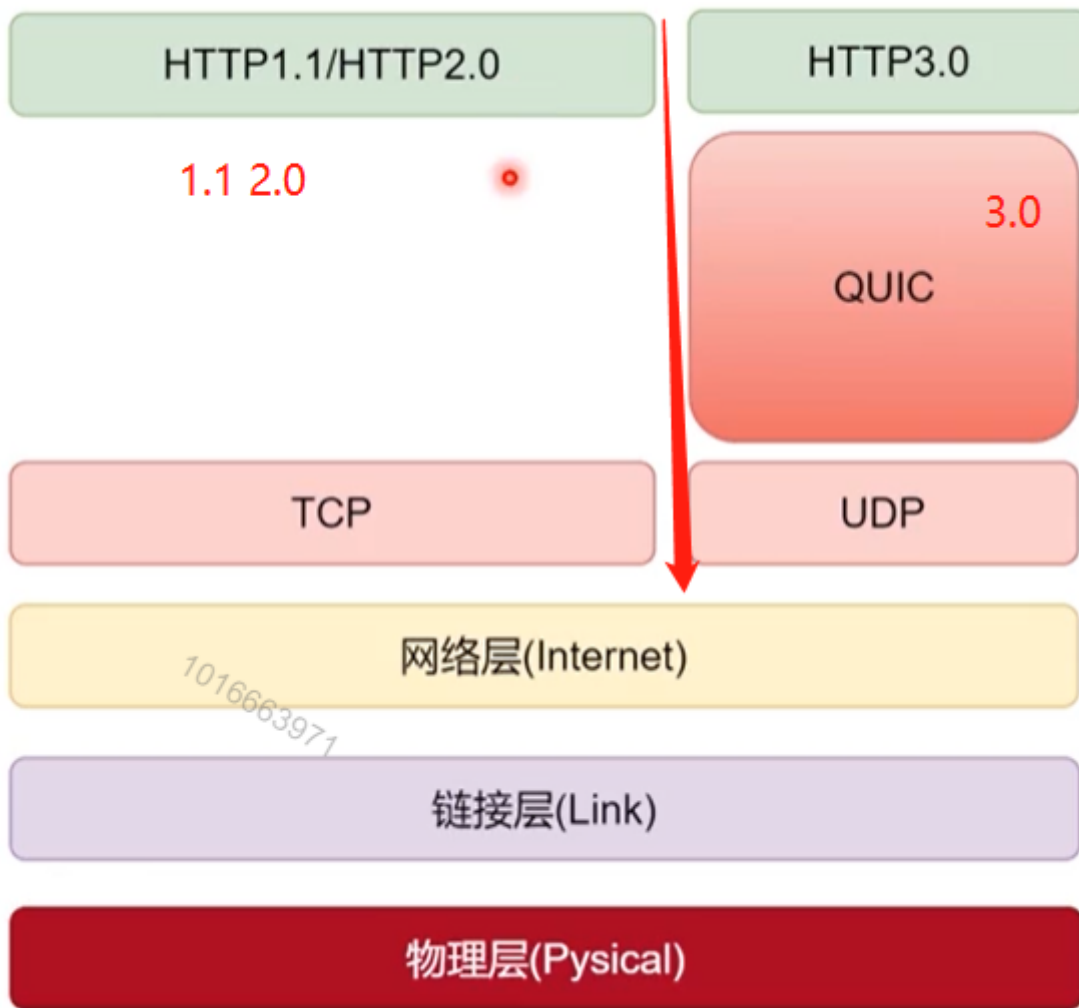 HTTP1.1/HTTP2.0
HTTP3.0
1.1 2.0
3.0
QUIC
TCP
UDP
网络层(Internet)
1016663971
链接层(Link)
物理层(Pysical)